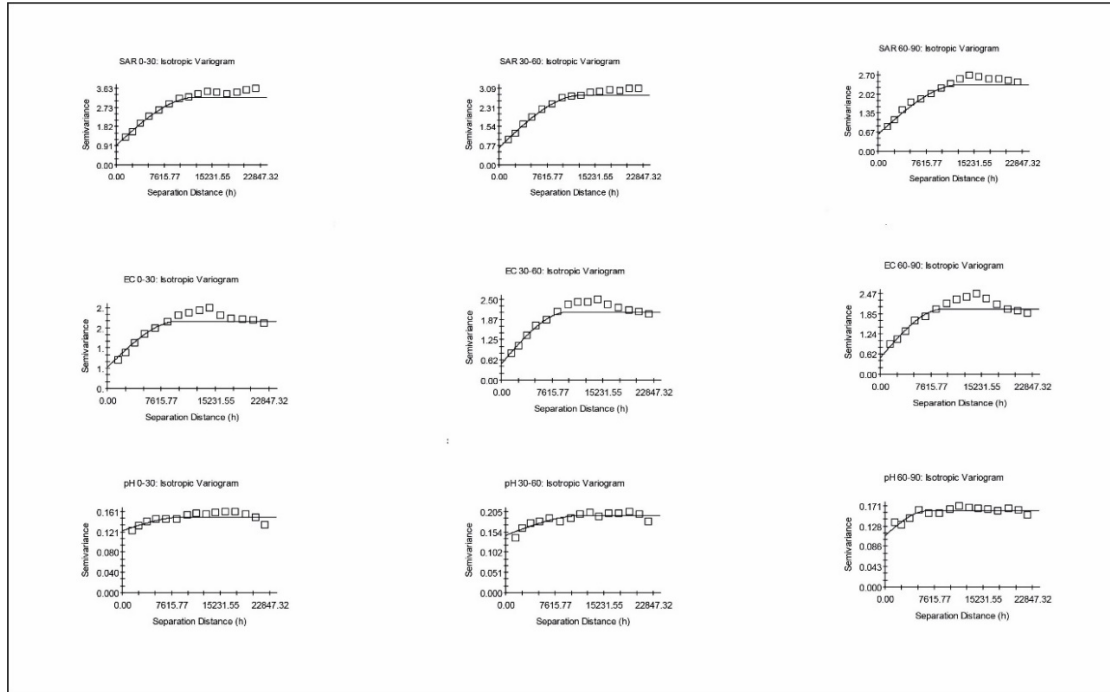 SAR 0-30: Isotropic Variogram
3.63
2.73
1.82
0.91
0.00
Semivariance
0.00 7615.77 15231.55 22847.32
Separation Distance (h)
SAR 30-60: Isotropic Variogram
3.09
2.31
1.54
0.77
0.00
Semivariance
0.00 7615.77 15231.55 22847.32
Separation Distance (h)
SAR 60-90: Isotropic Variogram
2.70
2.02
1.35
0.67
0.00
Semivariance
0.00 7615.77 15231.55 22847.32
Separation Distance (h)
EC 0-30: Isotropic Variogram
2.
2.
1.
1.
0.
Semivariance
0.00 7615.77 15231.55 22847.32
Separation Distance (h)
EC 30-60: Isotropic Variogram
2.50
1.87
1.25
0.62
0.00
Semivariance
0.00 7615.77 15231.55 22847.32
Separation Distance (h)
EC 60-90: Isotropic Variogram
2.47
1.85
1.24
0.62
0.00
Semivariance
0.00 7615.77 15231.55 22847.32
Separation Distance (h)
pH 0-30: Isotropic Variogram
0.161
0.121
0.080
0.040
0.000
Semivariance
0.00 7615.77 15231.55 22847.32
Separation Distance (h)
pH 30-60: Isotropic Variogram
0.205
0.154
0.102
0.051
0.000
Semivariance
0.00 7615.77 15231.55 22847.32
Separation Distance (h)
pH 60-90: Isotropic Variogram
0.171
0.128
0.086
0.043
0.000
Semivariance
0.00 7615.77 15231.55 22847.32
Separation Distance (h)